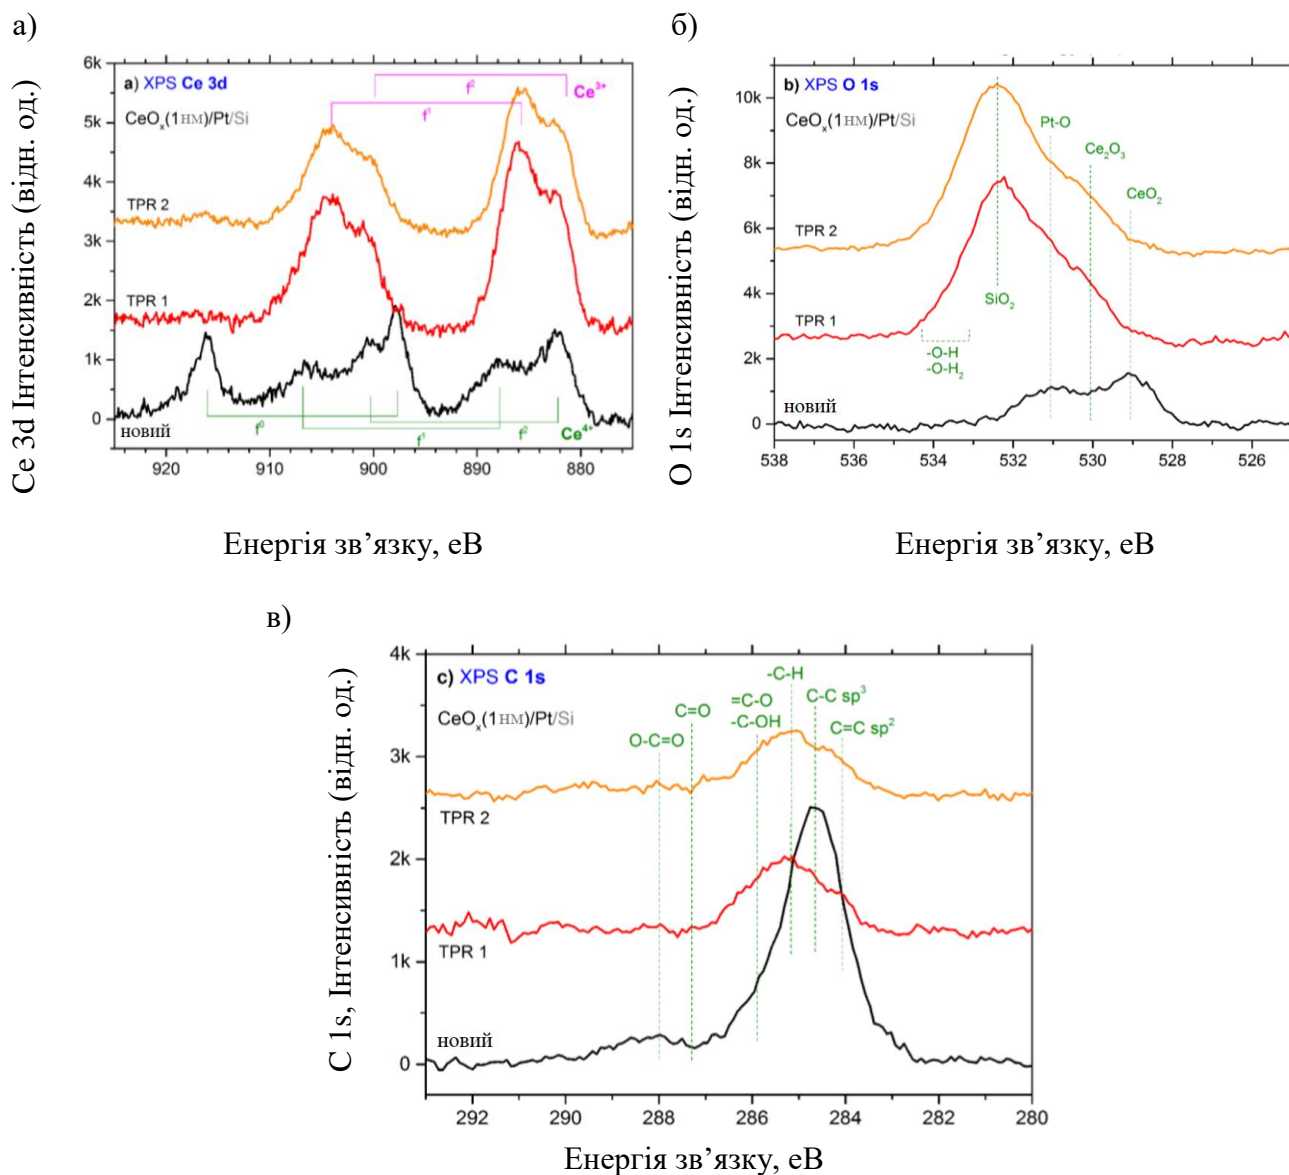 а)
Ce 3d Інтенсивність (відн. од.)
6k
5k
4k
3k
2k
1k
0
a) XPS Ce 3d
CeOₓ(1нм)/Pt/Si
f²
Ce³⁺
f¹
TPR 2
TPR 1
новий
f⁰
f¹
f²
Ce⁴⁺
920 910 900 890 880
Енергія зв’язку, еВ
б)
О 1s Інтенсивність (відн. од.)
10k
8k
6k
4k
2k
0
b) XPS O 1s
CeOₓ(1нм)/Pt/Si
Pt-O
Ce₂O₃
CeO₂
TPR 2
SiO₂
TPR 1
-O-H
-O-H₂
новий
538 536 534 532 530 528 526
Енергія зв’язку, еВ
в)
С 1s, Інтенсивність (відн. од.)
4k
3k
2k
1k
0
c) XPS C 1s
CeOₓ(1нм)/Pt/Si
-C-H
C=O
=C-O
-C-OH
C-C sp³
O-C=O
C=C sp²
TPR 2
TPR 1
новий
292 290 288 286 284 282 280
Енергія зв’язку, еВ